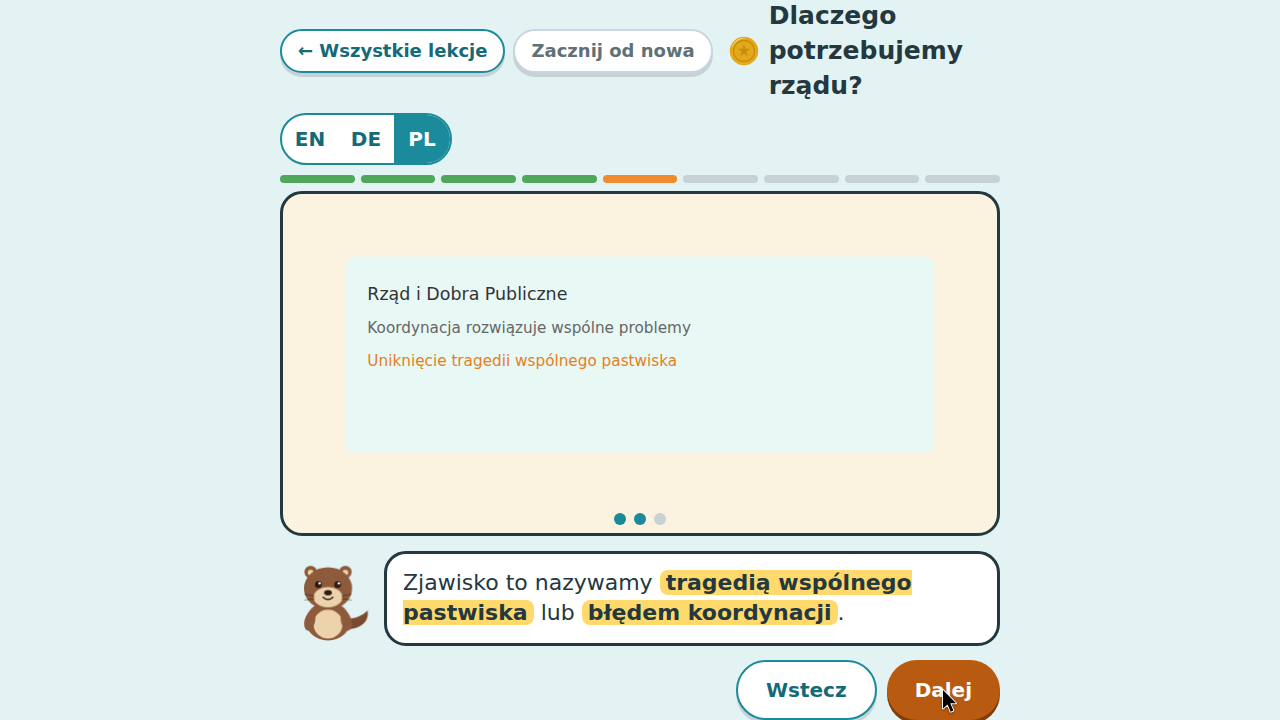 ← Wszystkie lekcje
Zacznij od nowa
Dlaczego
potrzebujemy
rządu?
EN DE PL
Rząd i Dobra Publiczne
Koordynacja rozwiązuje wspólne problemy
Uniknięcie tragedii wspólnego pastwiska
Zjawisko to nazywamy tragedią wspólnego
pastwiska lub błędem koordynacji.
Wstecz
Dalej